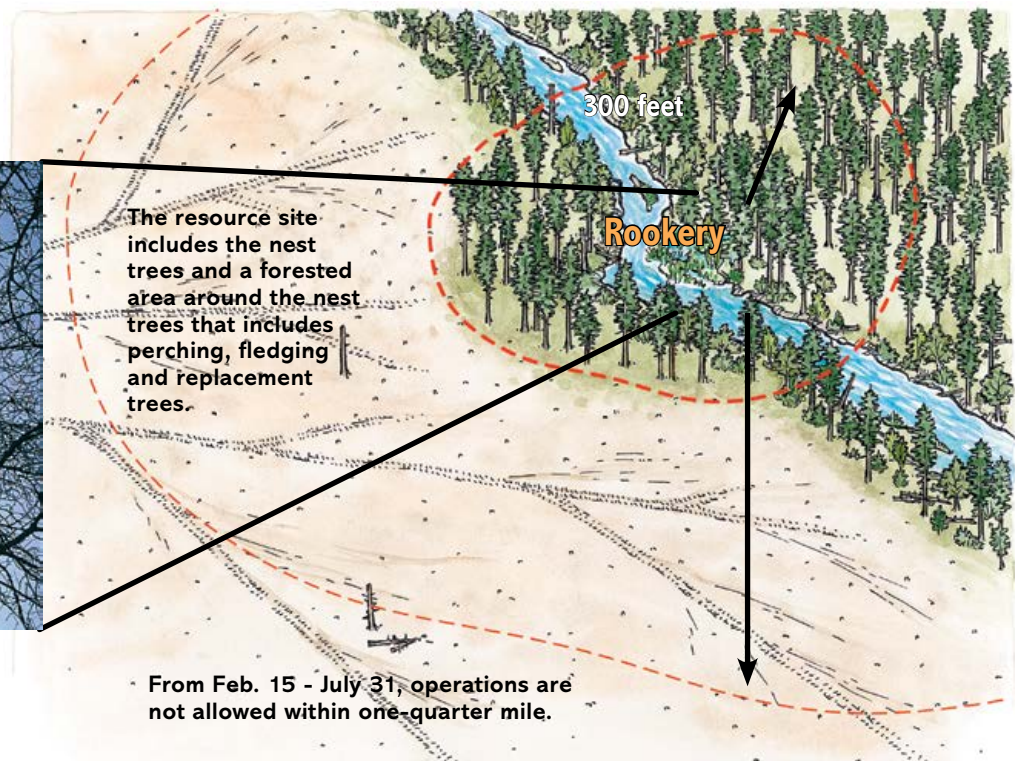 300 feet
Rookery
The resource site
includes the nest
trees and a forested
area around the nest
trees that includes
perching, fledging
and replacement
trees.
From Feb. 15 - July 31, operations are
not allowed within one-quarter mile.